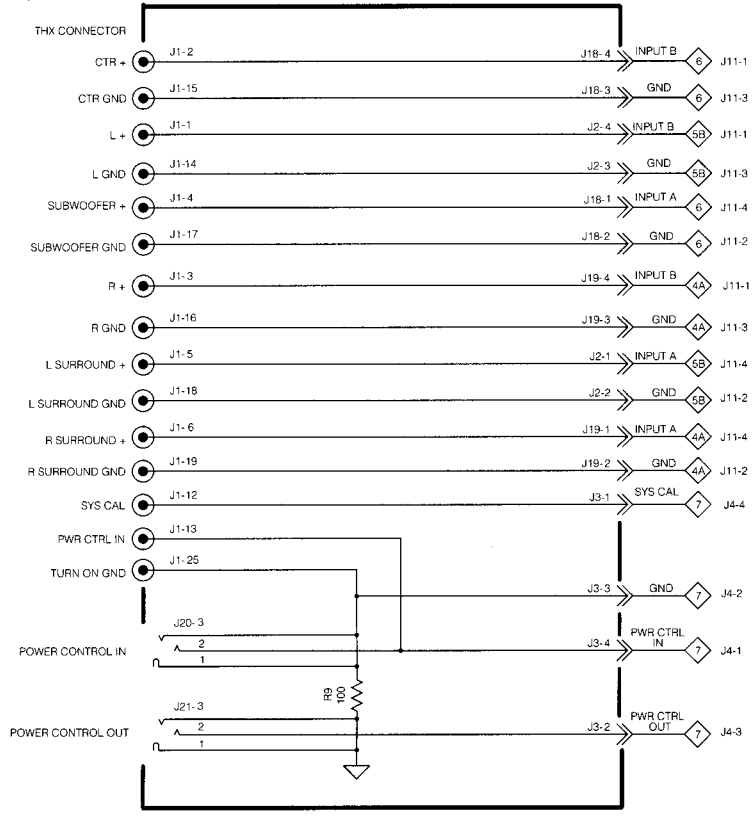 THX CONNECTOR
CTR + J1-2 J18-4 INPUT B 6 J11-1
CTR GND J1-15 J18-3 GND 6 J11-3
L + J1-1 J2-4 INPUT B 5B J11-1
L GND J1-14 J2-3 GND 5B J11-3
SUBWOOFER + J1-4 J18-1 INPUT A 6 J11-4
SUBWOOFER GND J1-17 J18-2 GND 6 J11-2
R + J1-3 J19-4 INPUT B 4A J11-1
R GND J1-16 J19-3 GND 4A J11-3
L SURROUND + J1-5 J2-1 INPUT A 5B J11-4
L SURROUND GND J1-18 J2-2 GND 5B J11-2
R SURROUND + J1-6 J19-1 INPUT A 4A J11-4
R SURROUND GND J1-19 J19-2 GND 4A J11-2
SYS CAL J1-12 J3-1 SYS CAL 7 J4-4
PWR CTRL IN J1-13
TURN ON GND J1-25
J3-3 GND 7 J4-2
J20-3
POWER CONTROL IN 2 J3-4 PWR CTRL IN 7 J4-1
1
R9
100
J21-3
POWER CONTROL OUT 2 J3-2 PWR CTRL OUT 7 J4-3
1